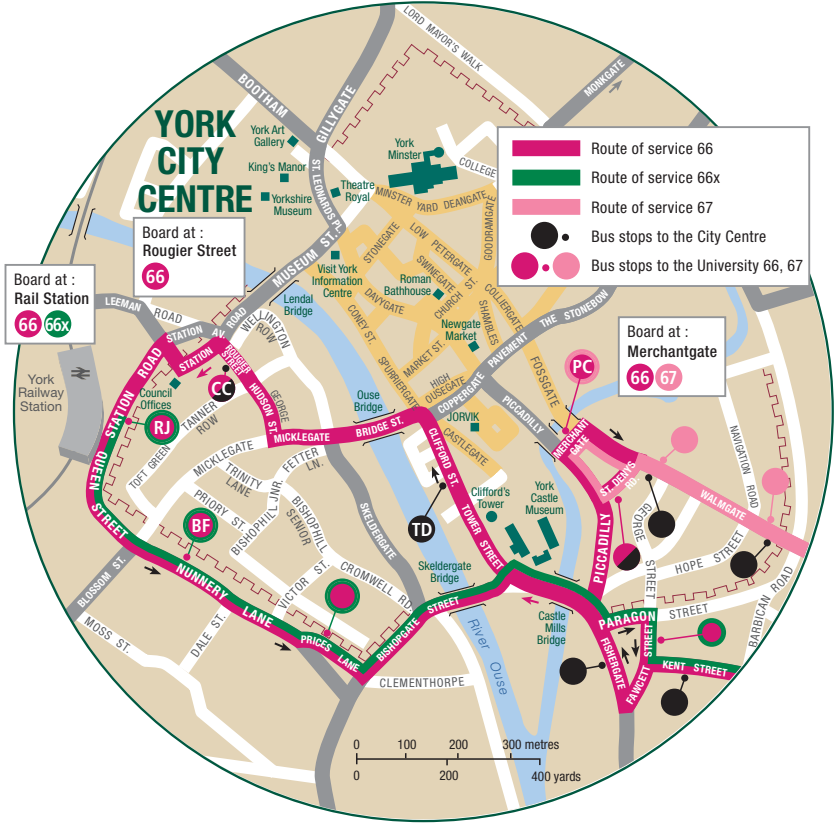 YORK
CITY
CENTRE
LORD MAYOR'S WALK
BOOTHAM
GILLYGATE
MONKGATE
York Art
Gallery
King's Manor
Yorkshire
Museum
ST. LEONARDS PL.
Theatre
Royal
York
Minster
COLLEGE
MINSTER YARD DEANGATE
GOODRAMGATE
Route of service 66
Route of service 66x
Route of service 67
Bus stops to the City Centre
Bus stops to the University 66, 67
Board at :
Rougier Street
66
Board at :
Rail Station
66 66x
Board at :
Merchantgate
66 67
MUSEUM ST.
Visit York
Information
Centre
Lendal
Bridge
STONEGATE
LOW PETERGATE
SWINEGATE
CHURCH ST.
Roman
Bathhouse
DAVYGATE
CONEY ST.
MARKET ST.
Newgate
Market
SHAMBLES
COLLIERGATE
SPURRIERGATE
HIGH
OUSEGATE
COPPERGATE
PAVEMENT
THE STONEBOW
FOSSGATE
PICCADILLY
LEEMAN ROAD
STATION ROAD
STATION AV.
STATION
ROAD
WELLINGTON
ROW
ROUGIER
STREET
CC
HUDSON ST.
GEORGE
York
Railway
Station
Council
Offices
TANNER
ROW
TOFT GREEN
RJ
QUEEN
STREET
MICKLEGATE
MICKLEGATE
BRIDGE ST.
Ouse
Bridge
TRINITY
LANE
FETTER
LN.
PRIORY ST.
BISHOPHILL JNR.
BISHOPHILL
SENIOR
BF
VICTOR ST.
CROMWELL RD.
SKELDERGATE
JORVIK
CASTLEGATE
CLIFFORD ST.
TOWER STREET
Clifford's
Tower
York
Castle
Museum
TD
PC
MERCHANT
GATE
ST. DENYS
RD.
WALMGATE
NAVIGATION ROAD
GEORGE
STREET
HOPE STREET
BARBICAN ROAD
PICCADILLY
Skeldergate
Bridge
BISHOPGATE STREET
Castle
Mills
Bridge
PARAGON STREET
FISHERGATE
FAWCETT STREET
KENT STREET
River Ouse
BLOSSOM ST.
NUNNERY LANE
PRICES LANE
MOSS ST.
DALE ST.
CLEMENTHORPE
0 100 200 300 metres
0 200 400 yards